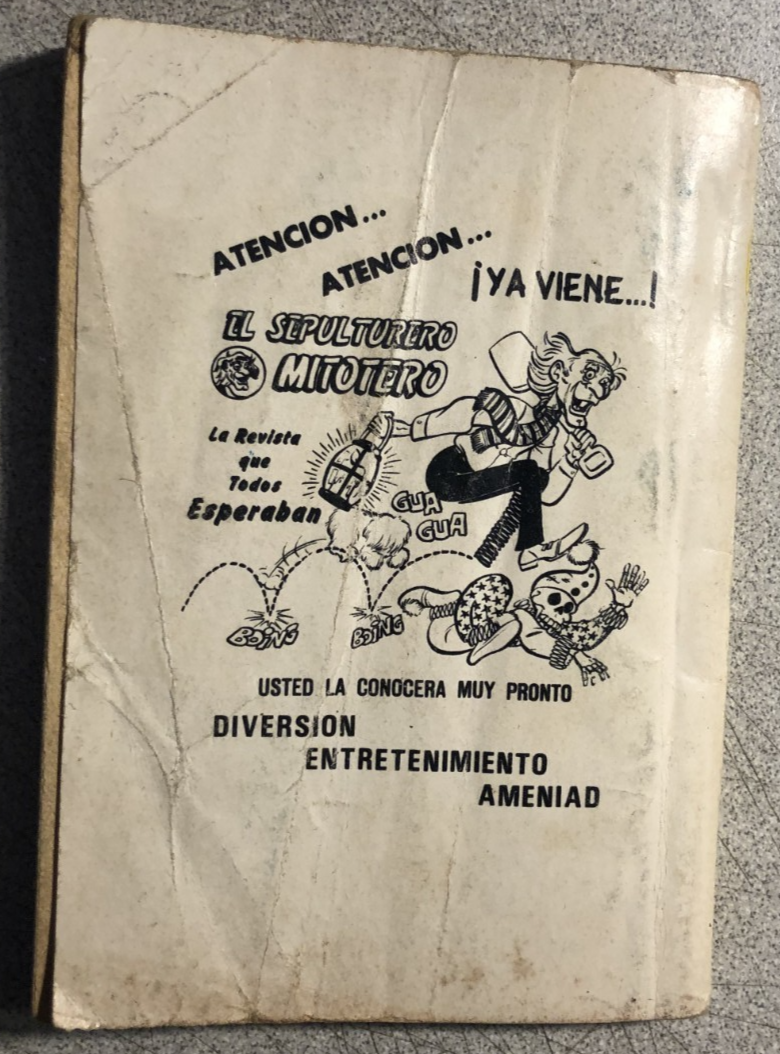 ATENCION...
ATENCION...
¡YA VIENE...!
EL SEPULTURERO
MITOTERO
La Revista
que
Todos
Esperaban
GUA
GUA
BOING
BOING
USTED LA CONOCERA MUY PRONTO
DIVERSION
ENTRETENIMIENTO
AMENIAD